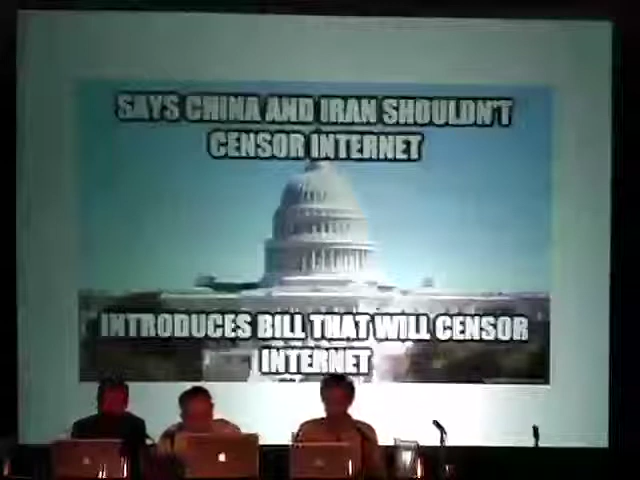 SAYS CHINA AND IRAN SHOULDN'T
CENSOR INTERNET
INTRODUCES BILL THAT WILL CENSOR
INTERNET